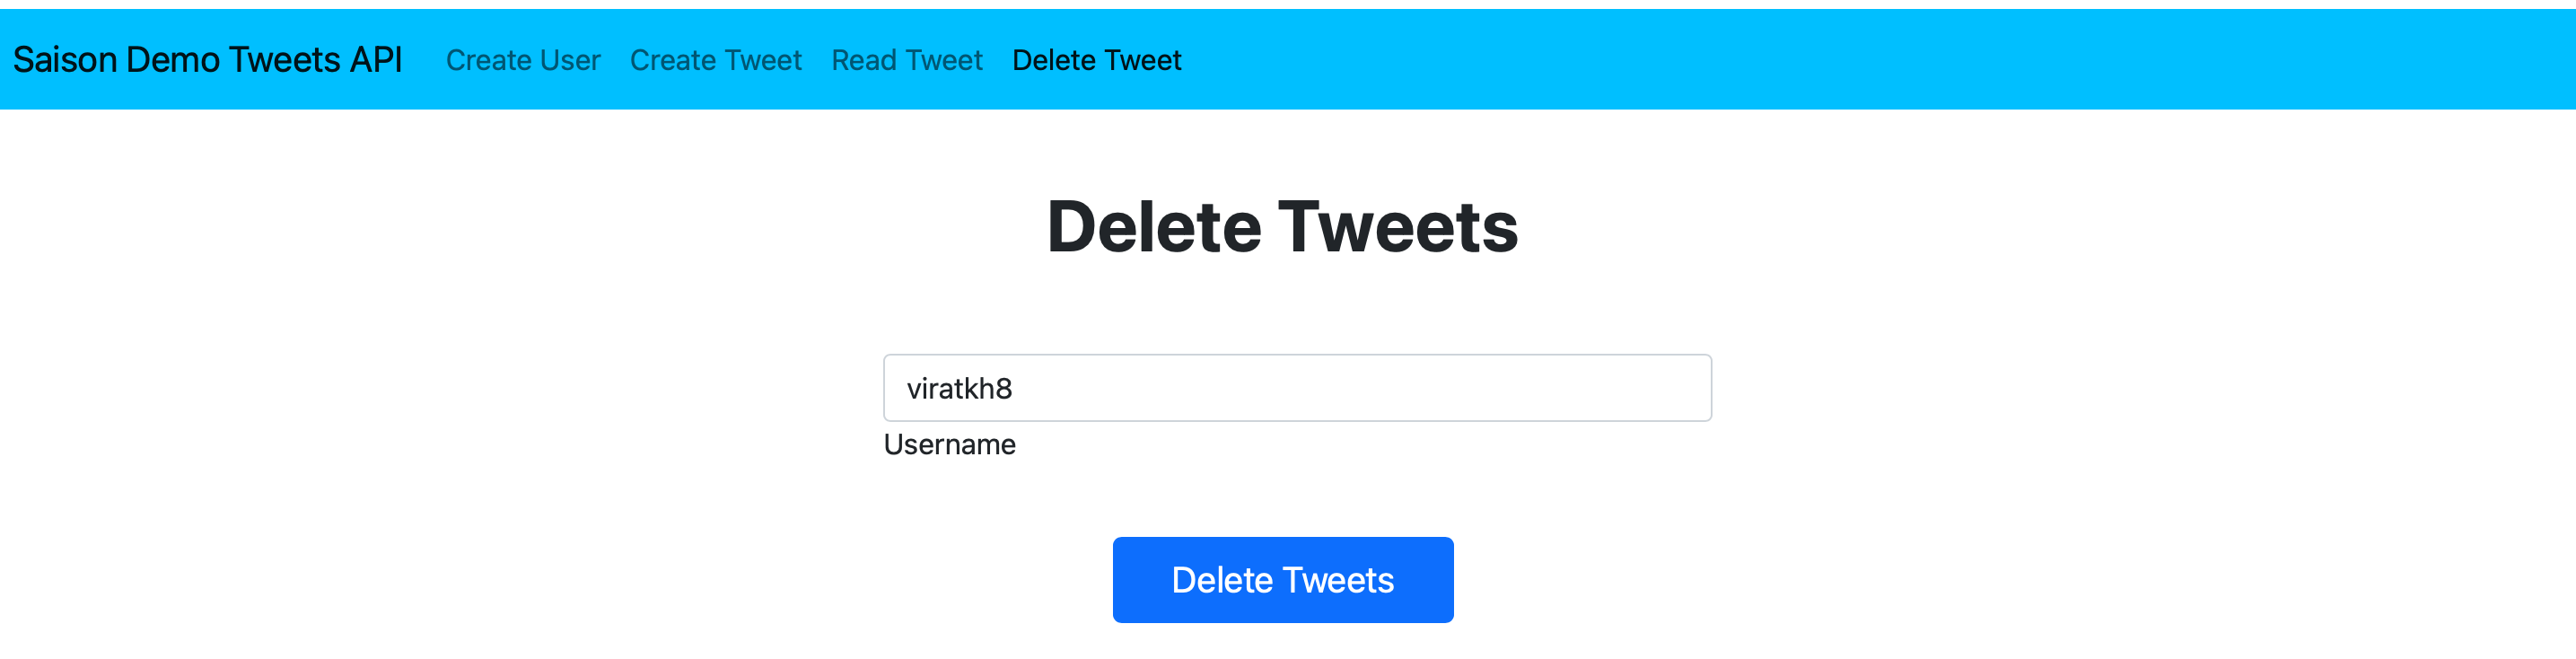 Saison Demo Tweets API Create User Create Tweet Read Tweet Delete Tweet
Delete Tweets
viratkh8
Username
Delete Tweets